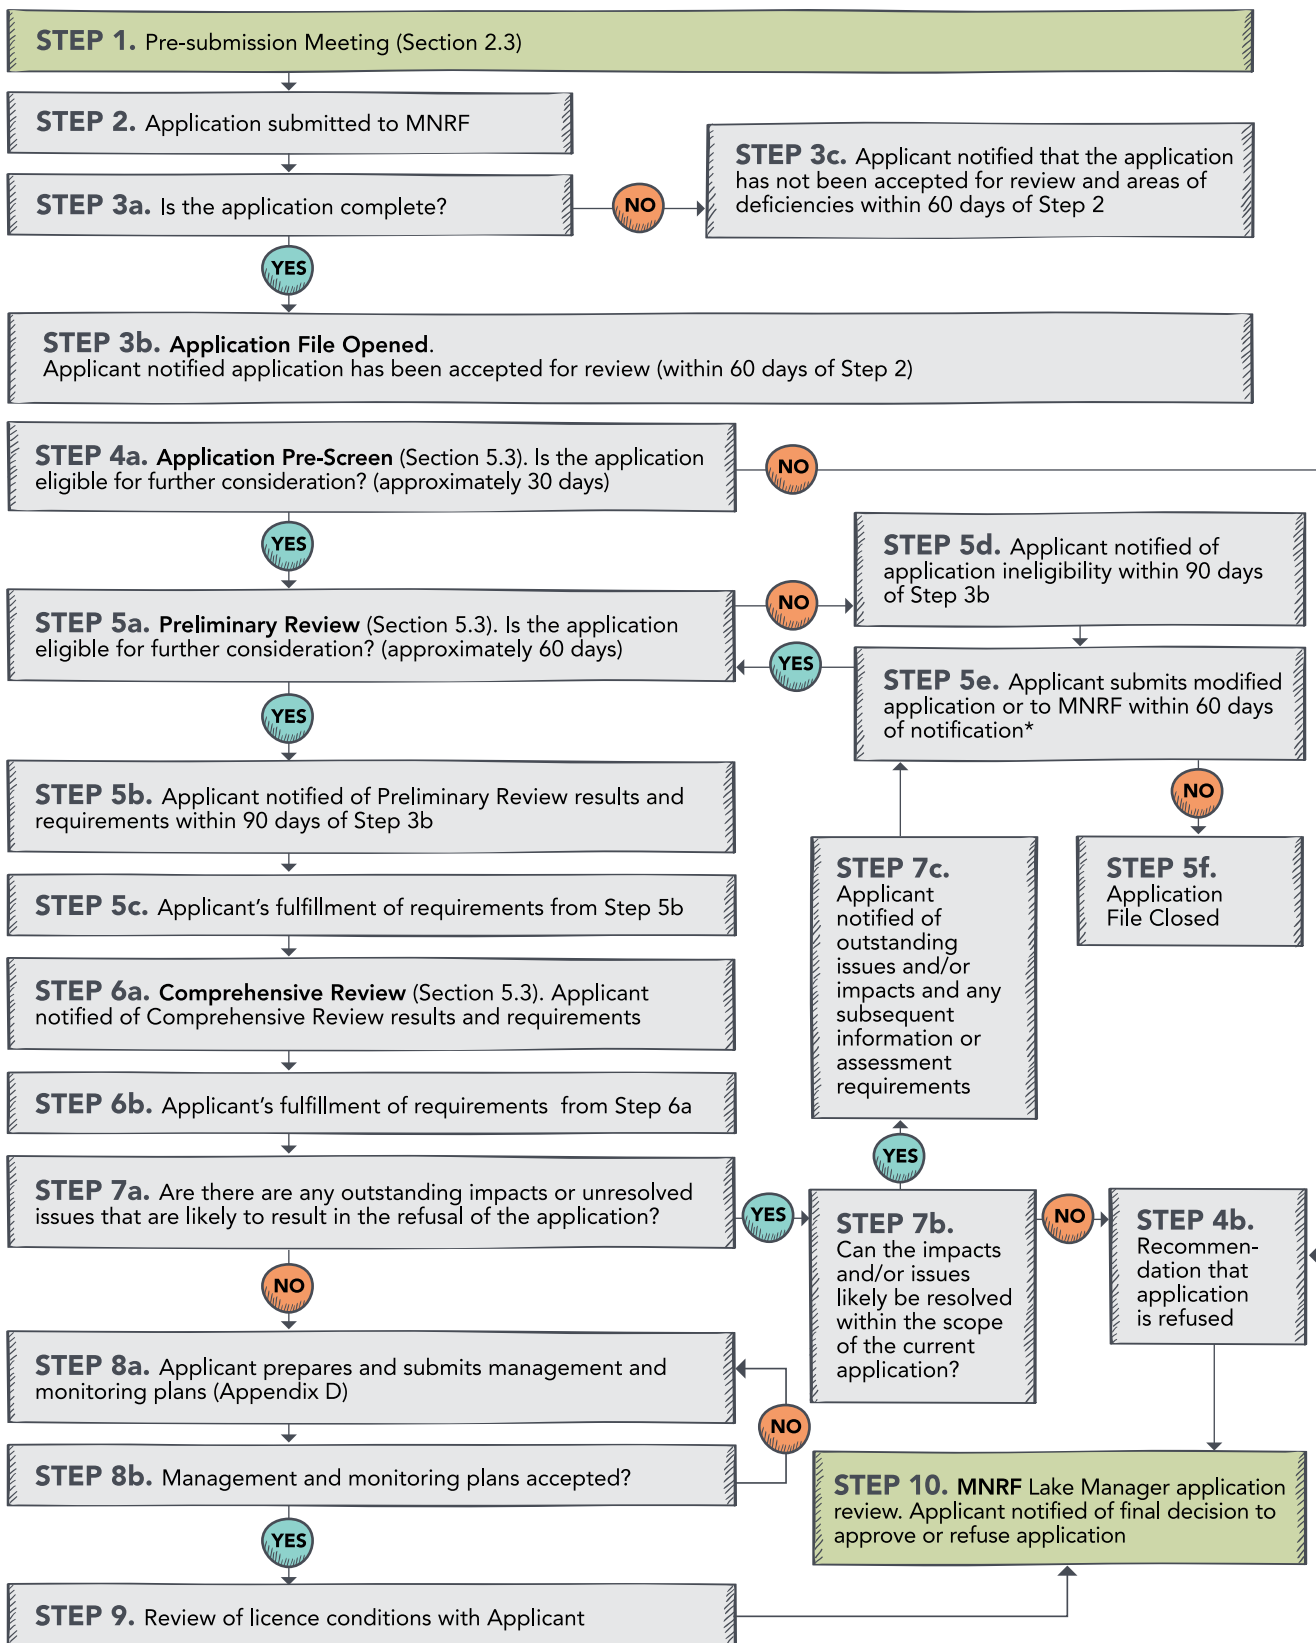 STEP 1. Pre-submission Meeting (Section 2.3)
STEP 2. Application submitted to MNRF
STEP 3a. Is the application complete?
NO
STEP 3c. Applicant notified that the application
has not been accepted for review and areas of
deficiencies within 60 days of Step 2
YES
STEP 3b. Application File Opened.
Applicant notified application has been accepted for review (within 60 days of Step 2)
STEP 4a. Application Pre-Screen (Section 5.3). Is the application
eligible for further consideration? (approximately 30 days)
NO
YES
STEP 5a. Preliminary Review (Section 5.3). Is the application
eligible for further consideration? (approximately 60 days)
NO
STEP 5d. Applicant notified of
application ineligibility within 90 days
of Step 3b
YES
STEP 5e. Applicant submits modified
application or to MNRF within 60 days
of notification*
NO
STEP 5f.
Application
File Closed
YES
STEP 5b. Applicant notified of Preliminary Review results and
requirements within 90 days of Step 3b
STEP 5c. Applicant’s fulfillment of requirements from Step 5b
STEP 6a. Comprehensive Review (Section 5.3). Applicant
notified of Comprehensive Review results and requirements
STEP 6b. Applicant’s fulfillment of requirements from Step 6a
STEP 7c.
Applicant
notified of
outstanding
issues and/or
impacts and any
subsequent
information or
assessment
requirements
YES
STEP 7a. Are there are any outstanding impacts or unresolved
issues that are likely to result in the refusal of the application?
YES
STEP 7b.
Can the impacts
and/or issues
likely be resolved
within the scope
of the current
application?
NO
STEP 4b.
Recommen-
dation that
application
is refused
NO
STEP 8a. Applicant prepares and submits management and
monitoring plans (Appendix D)
NO
STEP 8b. Management and monitoring plans accepted?
YES
STEP 9. Review of licence conditions with Applicant
STEP 10. MNRF Lake Manager application
review. Applicant notified of final decision to
approve or refuse application